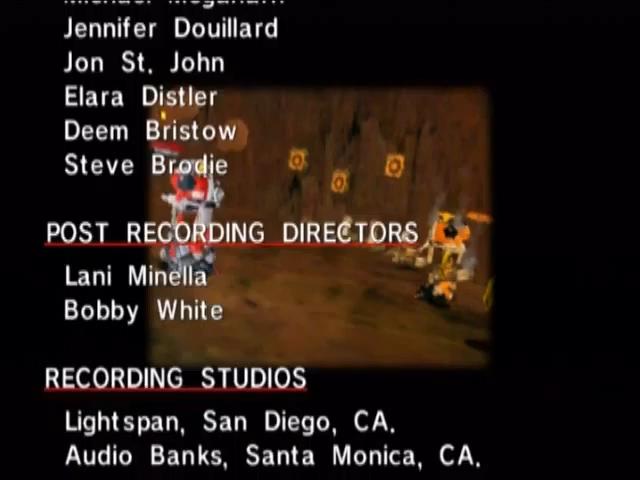 Jennifer Douillard
Jon St. John
Elara Distler
Deem Bristow
Steve Brodie
POST RECORDING DIRECTORS
Lani Minella
Bobby White
RECORDING STUDIOS
Lightspan, San Diego, CA.
Audio Banks, Santa Monica, CA.